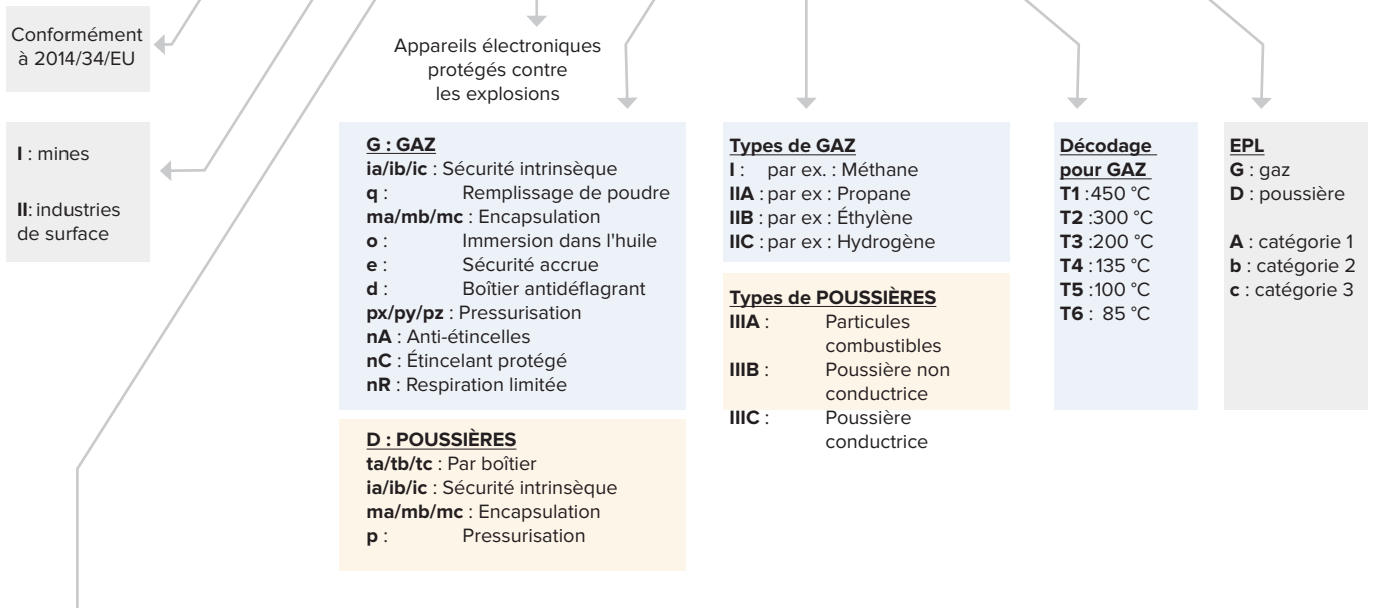 Conformément
à 2014/34/EU
I : mines
II: industries
de surface
Appareils électroniques
protégés contre
les explosions
G : GAZ
ia/ib/ic : Sécurité intrinsèque
q : Remplissage de poudre
ma/mb/mc : Encapsulation
o : Immersion dans l'huile
e : Sécurité accrue
d : Boîtier antidéflagrant
px/py/pz : Pressurisation
nA : Anti-étincelles
nC : Étincelant protégé
nR : Respiration limitée
D : POUSSIÈRES
ta/tb/tc : Par boîtier
ia/ib/ic : Sécurité intrinsèque
ma/mb/mc : Encapsulation
p : Pressurisation
Types de GAZ
I : par ex. : Méthane
IIA : par ex : Propane
IIB : par ex : Éthylène
IIC : par ex : Hydrogène
Types de POUSSIÈRES
IIIA : Particules
combustibles
IIIB : Poussière non
conductrice
IIIC : Poussière
conductrice
Décodage
pour GAZ
T1 :450 °C
T2 :300 °C
T3 :200 °C
T4 :135 °C
T5 :100 °C
T6 : 85 °C
EPL
G : gaz
D : poussière
A : catégorie 1
b : catégorie 2
c : catégorie 3